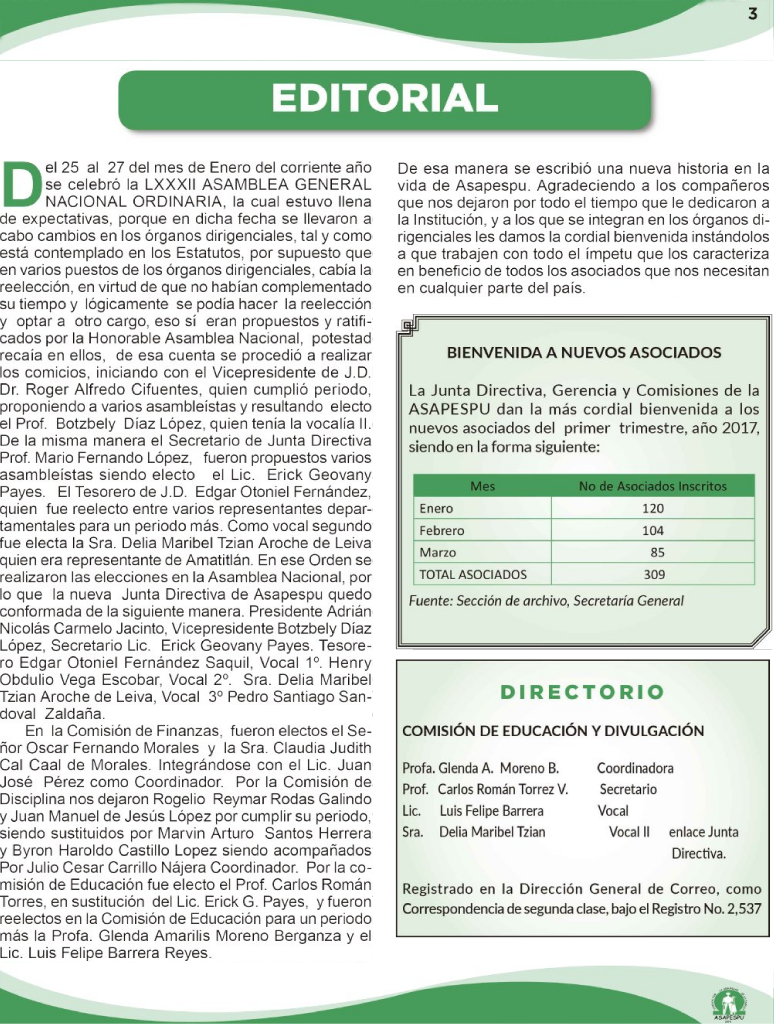 3
EDITORIAL
Del 25 al 27 del mes de Enero del corriente año
se celebró la LXXXII ASAMBLEA GENERAL
NACIONAL ORDINARIA, la cual estuvo llena
de expectativas, porque en dicha fecha se llevaron a
cabo cambios en los órganos dirigenciales, tal y como
está contemplado en los Estatutos, por supuesto que
en varios puestos de los órganos dirigenciales, cabía la
reelección, en virtud de que no habían complementado
su tiempo y lógicamente se podía hacer la reelección
y optar a otro cargo, eso sí eran propuestos y ratifi-
cados por la Honorable Asamblea Nacional, potestad
recaía en ellos, de esa cuenta se procedió a realizar
los comicios, iniciando con el Vicepresidente de J.D.
Dr. Roger Alfredo Cifuentes, quien cumplió periodo,
proponiendo a varios asambleístas y resultando electo
el Prof. Botzbely Díaz López, quien tenía la vocalía II.
De la misma manera el Secretario de Junta Directiva
Prof. Mario Fernando López, fueron propuestos varios
asambleístas siendo electo el Lic. Erick Geovany
Payes. El Tesorero de J.D. Edgar Otoniel Fernández,
quien fue reelecto entre varios representantes depar-
tamentales para un periodo más. Como vocal segundo
fue electa la Sra. Delia Maribel Tzian Aroche de Leiva
quien era representante de Amatitlán. En ese Orden se
realizaron las elecciones en la Asamblea Nacional, por
lo que la nueva Junta Directiva de Asapespu quedo
conformada de la siguiente manera. Presidente Adrián
Nicolás Carmelo Jacinto, Vicepresidente Botzbely Díaz
López, Secretario Lic. Erick Geovany Payes. Tesore-
ro Edgar Otoniel Fernández Saquil, Vocal 1º. Henry
Obdulio Vega Escobar, Vocal 2º. Sra. Delia Maribel
Tzian Aroche de Leiva, Vocal 3º Pedro Santiago San-
doval Zaldaña.
En la Comisión de Finanzas, fueron electos el Se-
ñor Oscar Fernando Morales y la Sra. Claudia Judith
Cal Caal de Morales. Integrándose con el Lic. Juan
José Pérez como Coordinador. Por la Comisión de
Disciplina nos dejaron Rogelio Reymar Rodas Galindo
y Juan Manuel de Jesús López por cumplir su periodo,
siendo sustituidos por Marvin Arturo Santos Herrera
y Byron Haroldo Castillo Lopez siendo acompañados
Por Julio Cesar Carrillo Nájera Coordinador. Por la co-
misión de Educación fue electo el Prof. Carlos Román
Torres, en sustitución del Lic. Erick G. Payes, y fueron
reelectos en la Comisión de Educación para un periodo
más la Profa. Glenda Amarilis Moreno Berganza y el
Lic. Luis Felipe Barrera Reyes.
De esa manera se escribió una nueva historia en la
vida de Asapespu. Agradeciendo a los compañeros
que nos dejaron por todo el tiempo que le dedicaron a
la Institución, y a los que se integran en los órganos di-
rigenciales les damos la cordial bienvenida instándolos
a que trabajen con todo el ímpetu que los caracteriza
en beneficio de todos los asociados que nos necesitan
en cualquier parte del país.
BIENVENIDA A NUEVOS ASOCIADOS
La Junta Directiva, Gerencia y Comisiones de la
ASAPESPU dan la más cordial bienvenida a los
nuevos asociados del primer trimestre, año 2017,
siendo en la forma siguiente:
Mes No de Asociados Inscritos
Enero 120
Febrero 104
Marzo 85
TOTAL ASOCIADOS 309
Fuente: Sección de archivo, Secretaría General
DIRECTORIO
COMISIÓN DE EDUCACIÓN Y DIVULGACIÓN
Profa. Glenda A. Moreno B. Coordinadora
Prof. Carlos Román Torrez V. Secretario
Lic. Luis Felipe Barrera Vocal
Sra. Delia Maribel Tzian Vocal II enlace Junta
Directiva.
Registrado en la Dirección General de Correo, como
Correspondencia de segunda clase, bajo el Registro No. 2,537
ASAPESPU